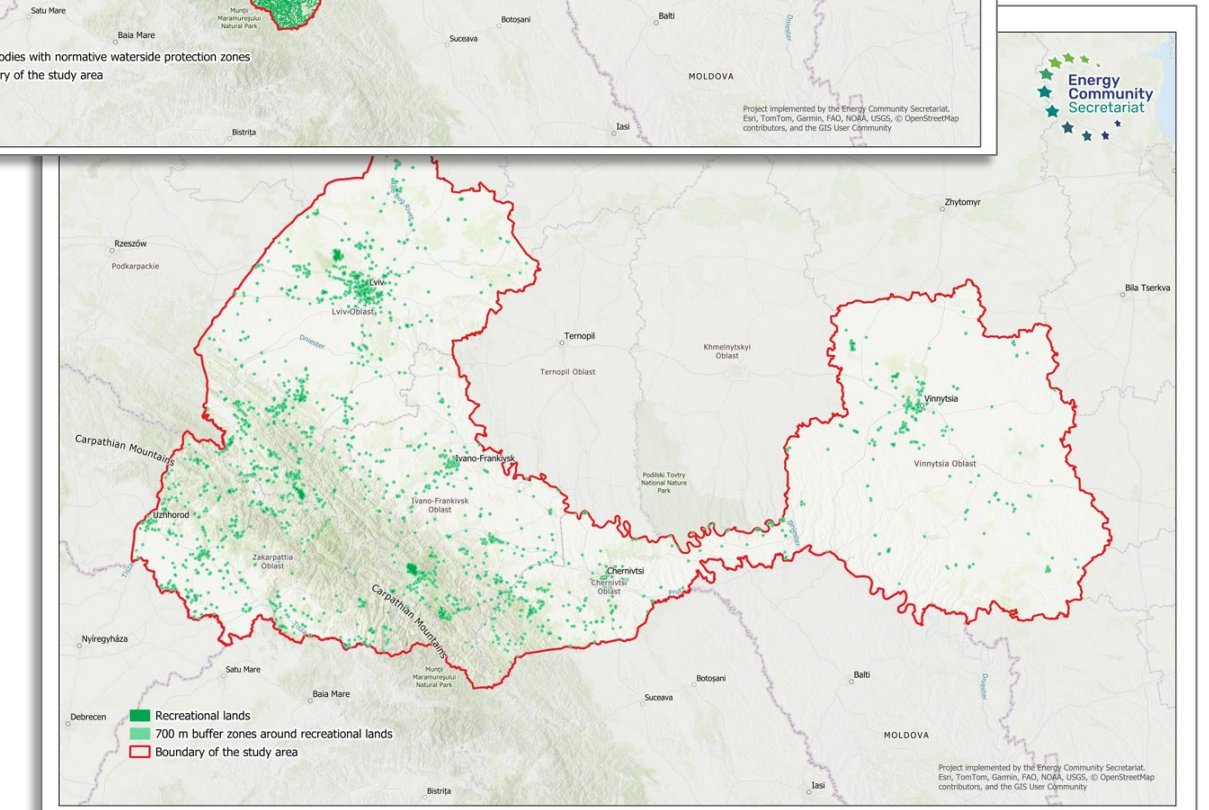 Satu Mare
Munții
Maramureșului
Natural Park
Botoșani
Balti
Dniester
Baia Mare
Suceava
odies with normative waterside protection zones
MOLDOVA
ry of the study area
Project implemented by the Energy Community Secretariat.
Esri, TomTom, Garmin, FAO, NOAA, USGS, © OpenStreetMap
contributors, and the GIS User Community
Bistrița
Iasi
Energy
Community
Secretariat
Zhytomyr
Rzeszów
Podkarpackie
Bila Tserkva
Lviv
Lviv Oblast
Dniester
Ternopil
Ternopil Oblast
Khmelnytskyi
Oblast
Vinnytsia
Vinnytsia Oblast
Carpathian Mountains
Ivano-Frankivsk
Ivano-Frankivsk
Oblast
Podilski Tovtry
National Nature
Park
Uzhhorod
Dniester
Zakarpattia
Oblast
Chernivtsi
Chernivtsi
Oblast
Carpathian Mountains
Nyíregyháza
Satu Mare
Munții
Maramureșului
Natural Park
Baia Mare
Botoșani
Suceava
Balti
Dniester
Debrecen
MOLDOVA
Recreational lands
700 m buffer zones around recreational lands
Boundary of the study area
Project implemented by the Energy Community Secretariat.
Esri, TomTom, Garmin, FAO, NOAA, USGS, © OpenStreetMap
contributors, and the GIS User Community
Bistrița
Iasi